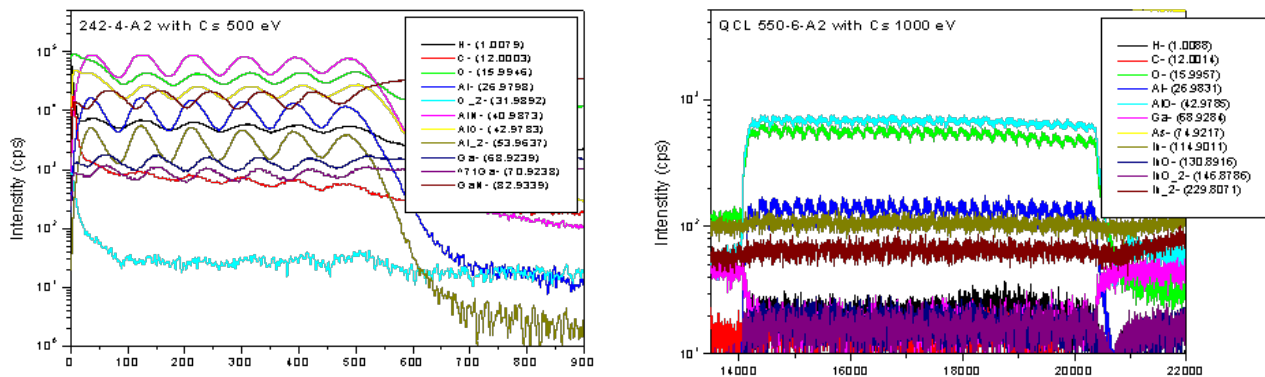 242-4-A2 with Cs 500 eV
H- (1.0079)
C- (12.0003)
O- (15.9946)
Al- (26.9798)
O_2- (31.9892)
AlN- (40.9873)
AlO- (42.9783)
Al_2- (53.9637)
Ga- (68.9239)
^71Ga- (70.9238)
GaN- (82.9339)
Intenstity (cps)
0 100 200 300 400 500 600 700 800 900
QCL 550-6-A2 with Cs 1000 eV
H- (1.0088)
C- (12.0014)
O- (15.9957)
Al- (26.9831)
AlO- (42.9785)
Ga- (68.9284)
As- (74.9217)
In- (114.9011)
InO- (130.8916)
InO_2- (146.8786)
In_2- (229.8071)
Intenstity (cps)
14000 16000 18000 20000 22000